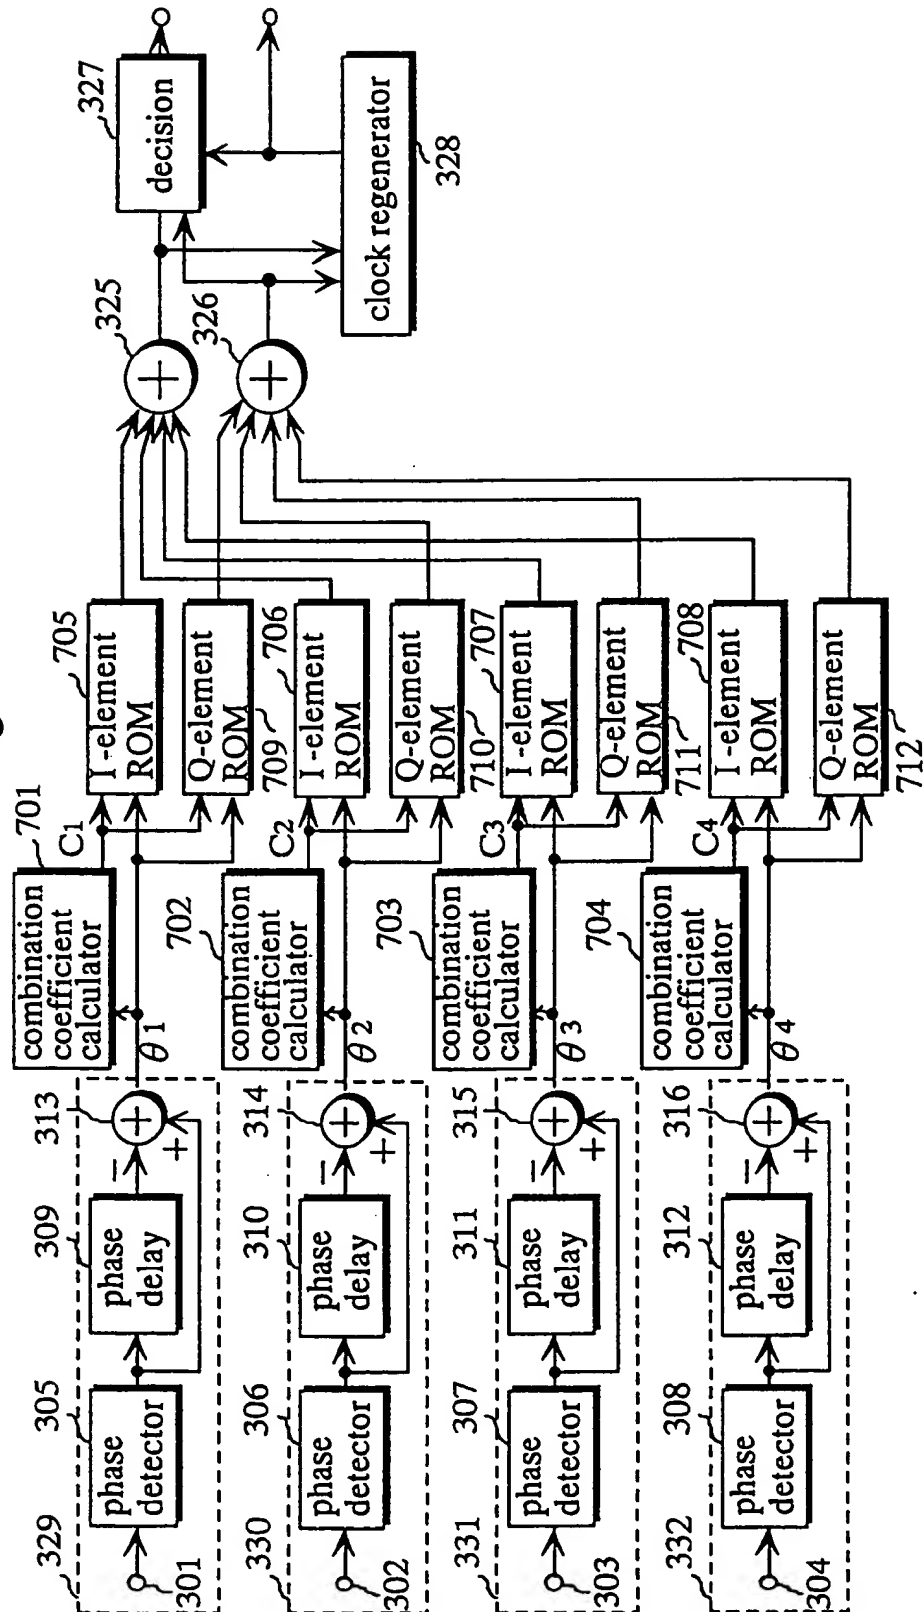 329
305
309
313
phase
detector
phase
delay
−
+
+
301
θ1
combination
coefficient
calculator
701
C1
705
I-element
ROM
Q-element
ROM
709
330
306
310
314
phase
detector
phase
delay
−
+
+
302
θ2
combination
coefficient
calculator
702
C2
706
I-element
ROM
Q-element
ROM
710
331
307
311
315
phase
detector
phase
delay
−
+
+
303
θ3
combination
coefficient
calculator
703
C3
707
I-element
ROM
Q-element
ROM
711
332
308
312
316
phase
detector
phase
delay
−
+
+
304
θ4
combination
coefficient
calculator
704
C4
708
I-element
ROM
Q-element
ROM
712
325
+
326
+
327
decision
clock regenerator
328